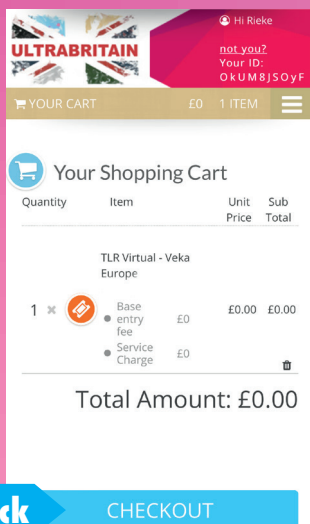 Hi Rieke
ULTRABRITAIN
not you?
Your ID:
OkUM8JSOyF
YOUR CART £0 1 ITEM
Your Shopping Cart
Quantity Item Unit Price Sub Total
TLR Virtual - Veka
Europe
1 × £0.00 £0.00
Base entry fee £0
Service Charge £0
Total Amount: £0.00
ck
CHECKOUT